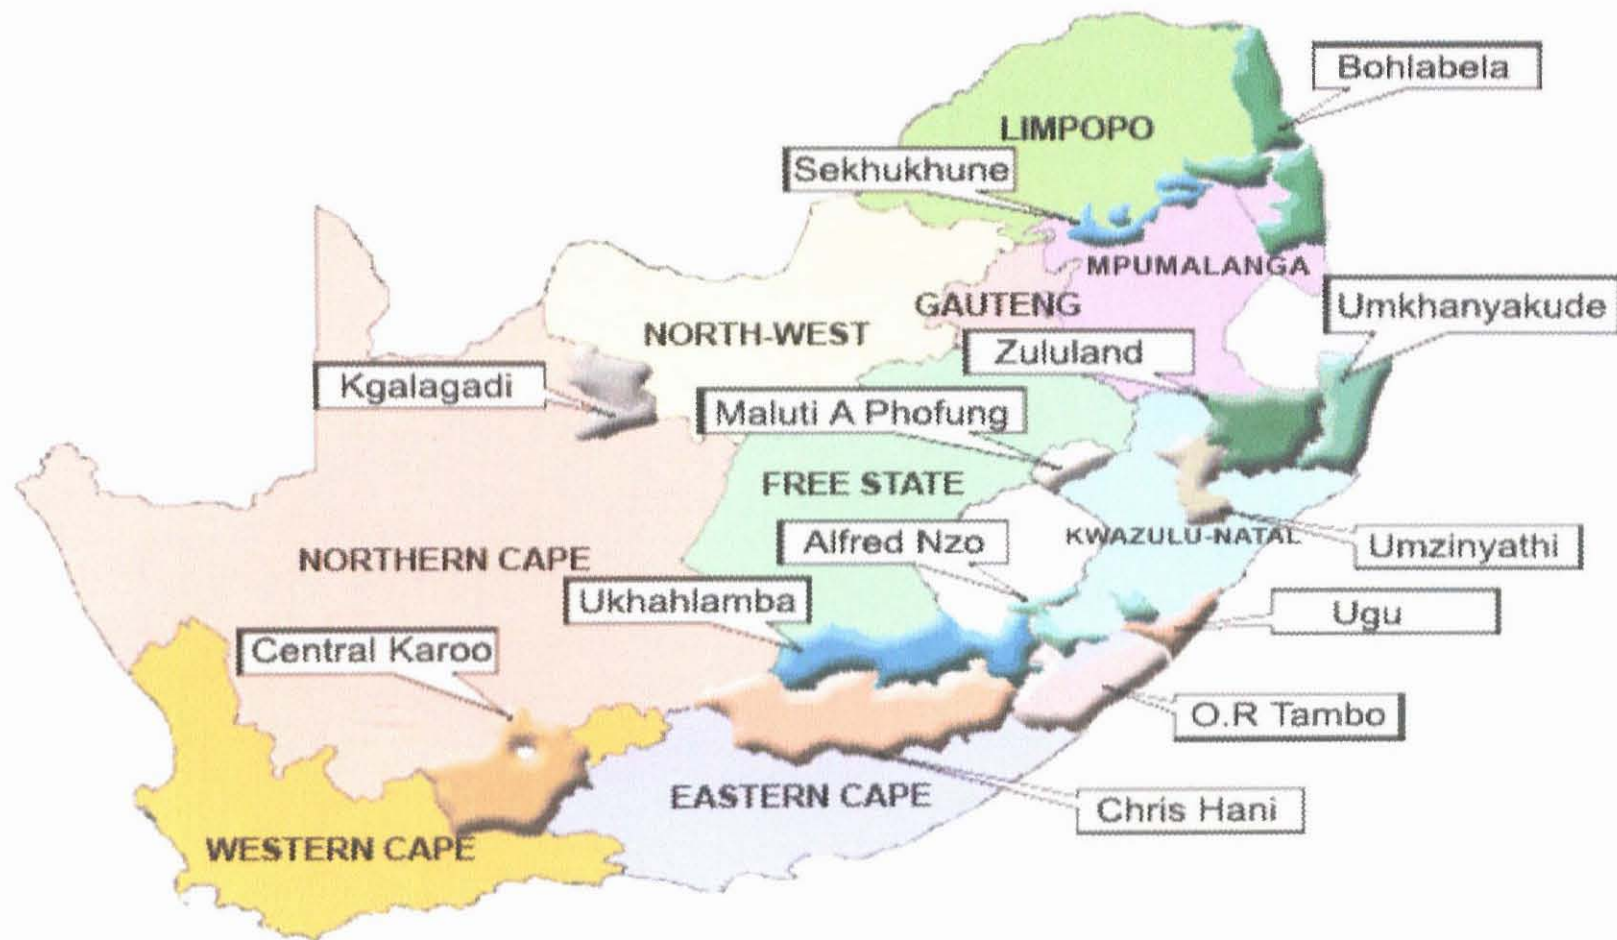 Bohlabela
LIMPOPO
Sekhukhune
MPUMALANGA
Umkhanyakude
GAUTENG
NORTH-WEST
Zululand
Kgalagadi
Maluti A Phofung
FREE STATE
Alfred Nzo
KWAZULU-NATAL
Umzinyathi
NORTHERN CAPE
Ukhahlamba
Ugu
Central Karoo
O.R Tambo
EASTERN CAPE
Chris Hani
WESTERN CAPE